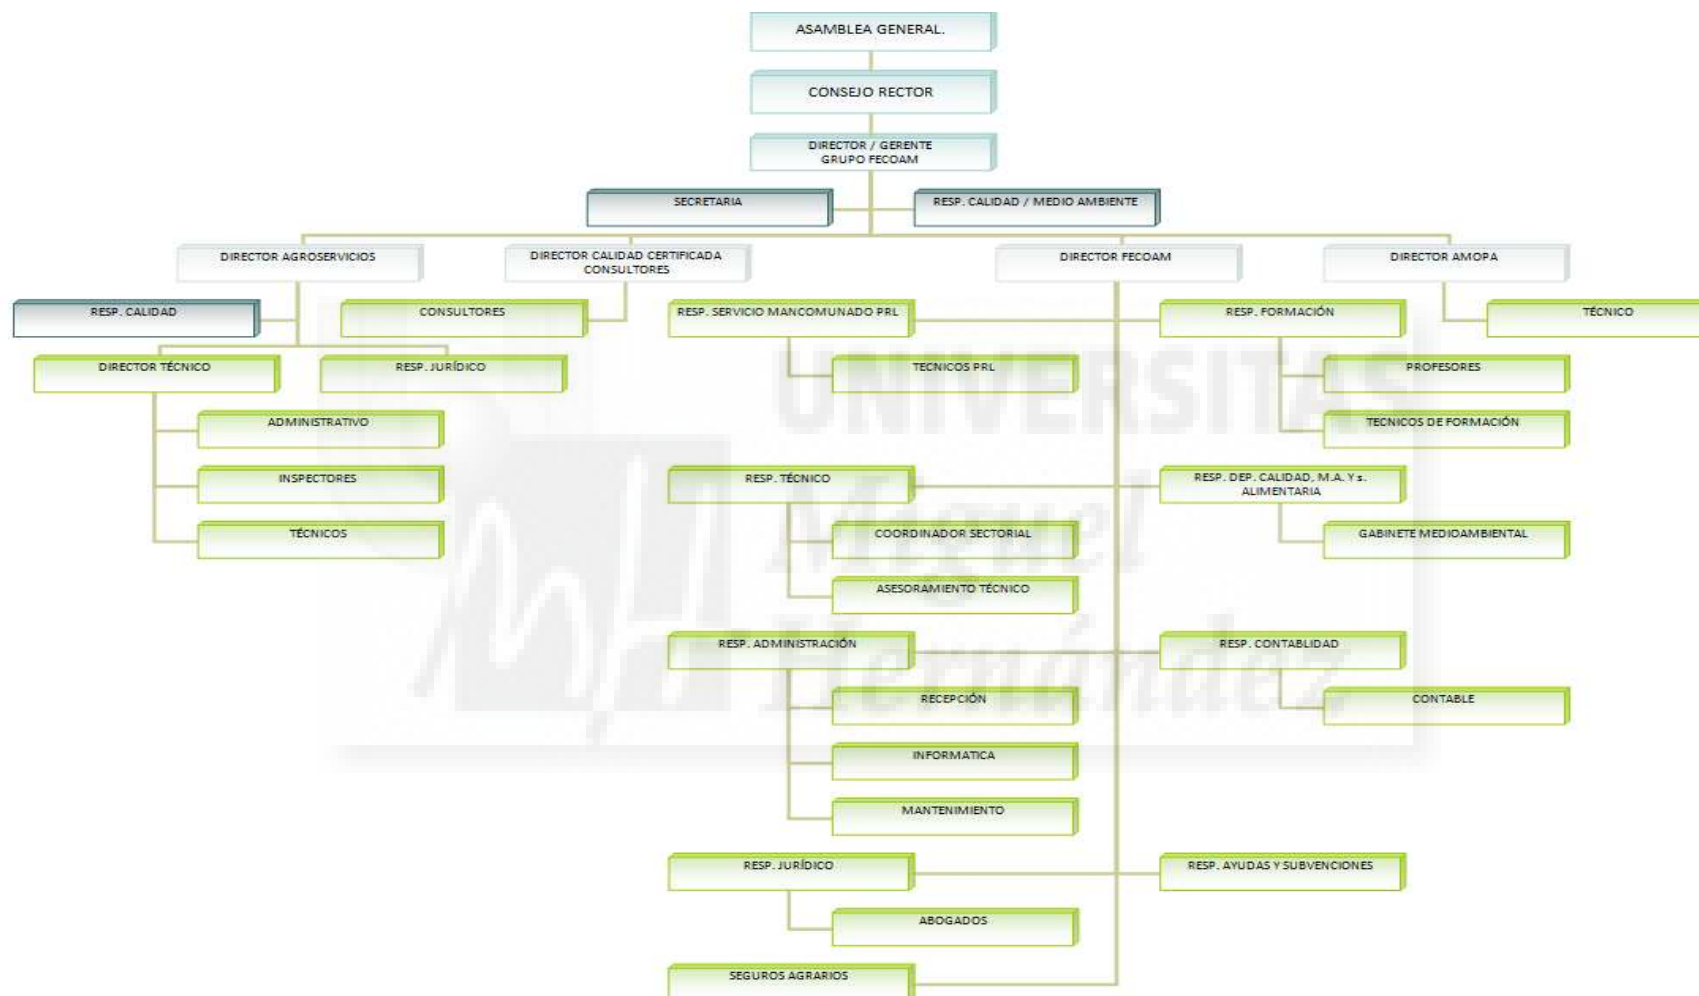 ASAMBLEA GENERAL.
CONSEJO RECTOR
DIRECTOR / GERENTE
GRUPO FECOAM
SECRETARIA
RESP. CALIDAD / MEDIO AMBIENTE
DIRECTOR AGROSERVICIOS
DIRECTOR CALIDAD CERTIFICADA
CONSULTORES
DIRECTOR FECOAM
DIRECTOR AMOPA
RESP. CALIDAD
CONSULTORES
RESP. SERVICIO MANCOMUNADO PRL
RESP. FORMACIÓN
TÉCNICO
DIRECTOR TÉCNICO
RESP. JURÍDICO
TECNICOS PRL
PROFESORES
ADMINISTRATIVO
TECNICOS DE FORMACIÓN
INSPECTORES
RESP. TÉCNICO
RESP. DEP. CALIDAD, M.A. Y s.
ALIMENTARIA
TÉCNICOS
COORDINADOR SECTORIAL
GABINETE MEDIOAMBIENTAL
ASESORAMIENTO TÉCNICO
RESP. ADMINISTRACIÓN
RESP. CONTABLIDAD
RECEPCIÓN
CONTABLE
INFORMATICA
MANTENIMIENTO
RESP. JURÍDICO
RESP. AYUDAS Y SUBVENCIONES
ABOGADOS
SEGUROS AGRARIOS
UNIVERSITAS
Miguel
Hernández